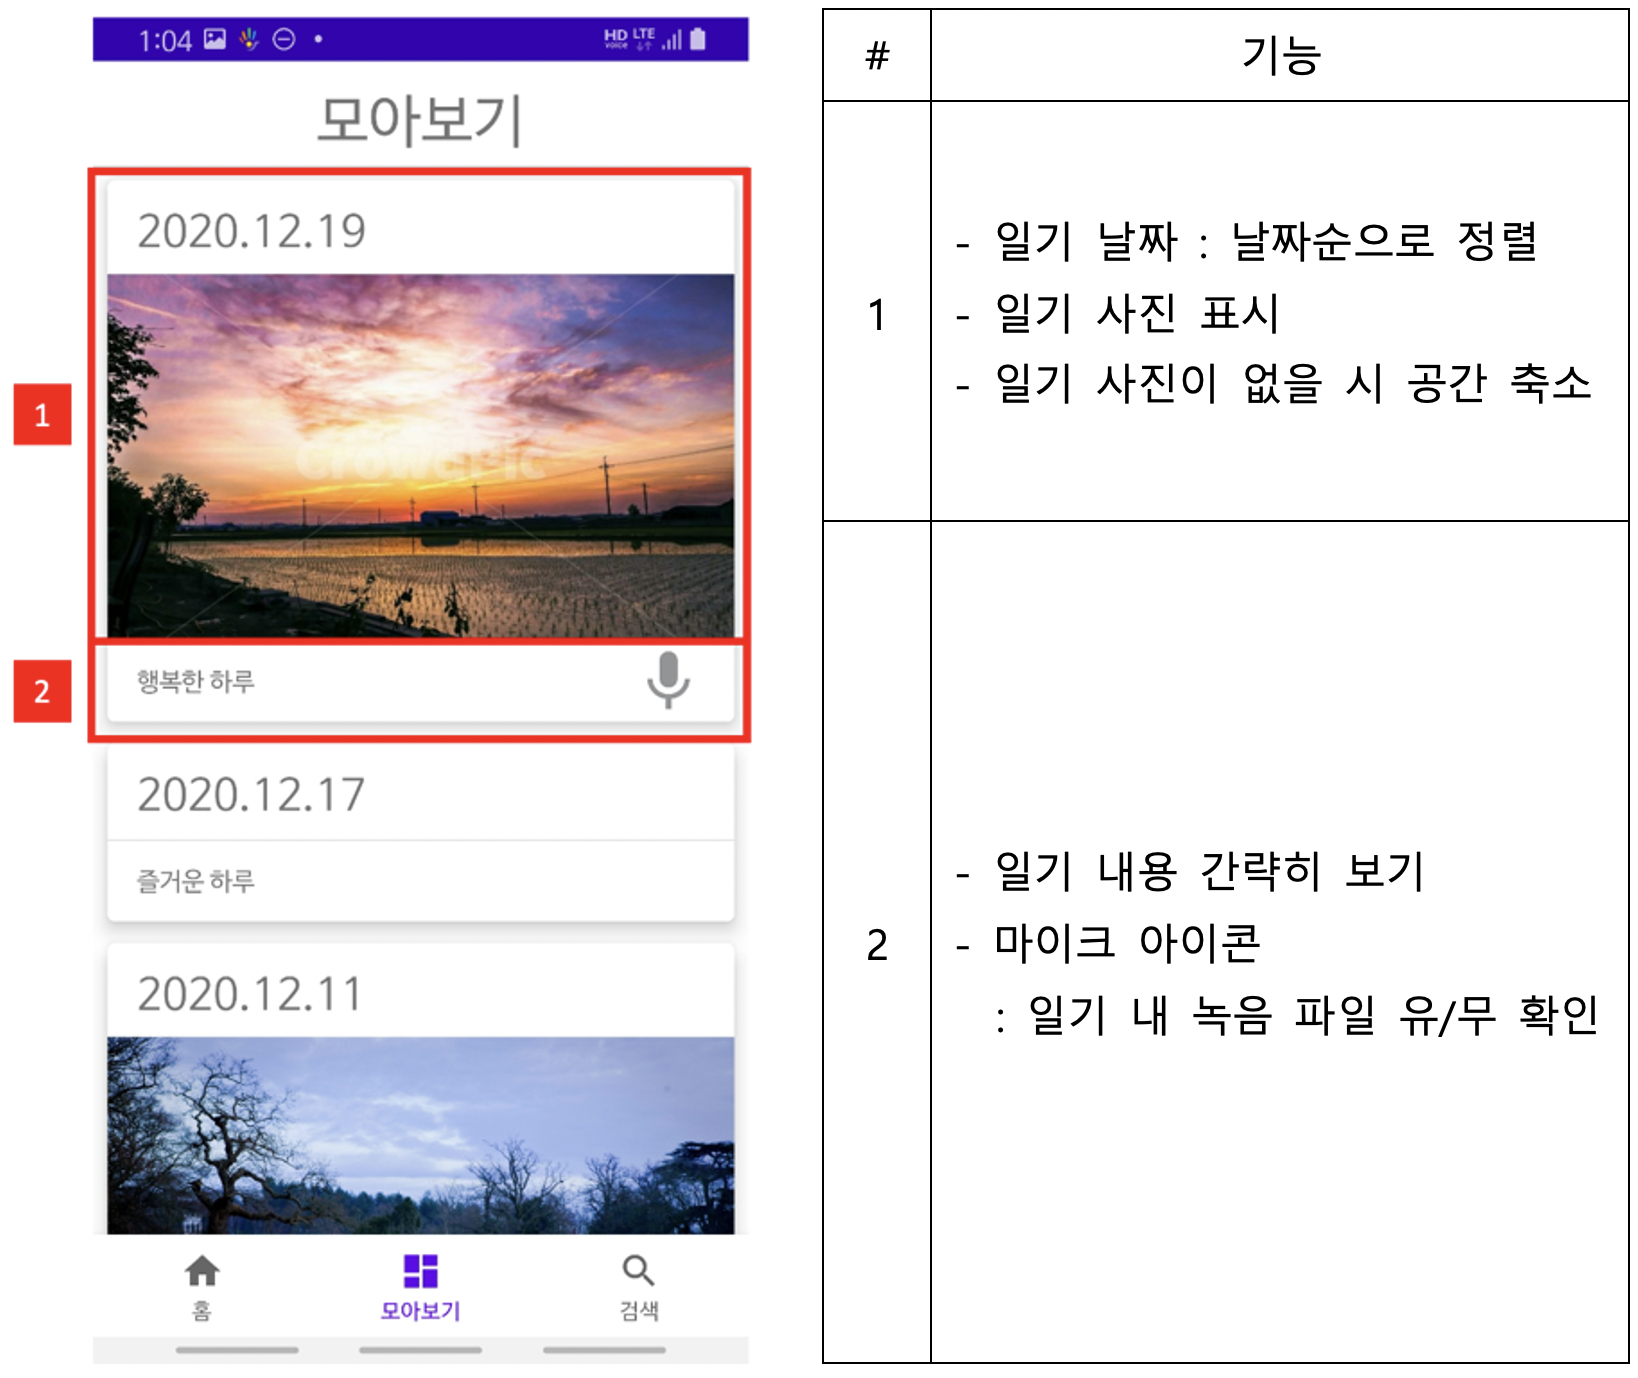 1:04
HD voice LTE
모아보기
2020.12.19
CrowdPic
1
행복한 하루
2
2020.12.17
즐거운 하루
2020.12.11
홈
모아보기
검색
# 기능
1
- 일기 날짜 : 날짜순으로 정렬
- 일기 사진 표시
- 일기 사진이 없을 시 공간 축소
2
- 일기 내용 간략히 보기
- 마이크 아이콘
: 일기 내 녹음 파일 유/무 확인